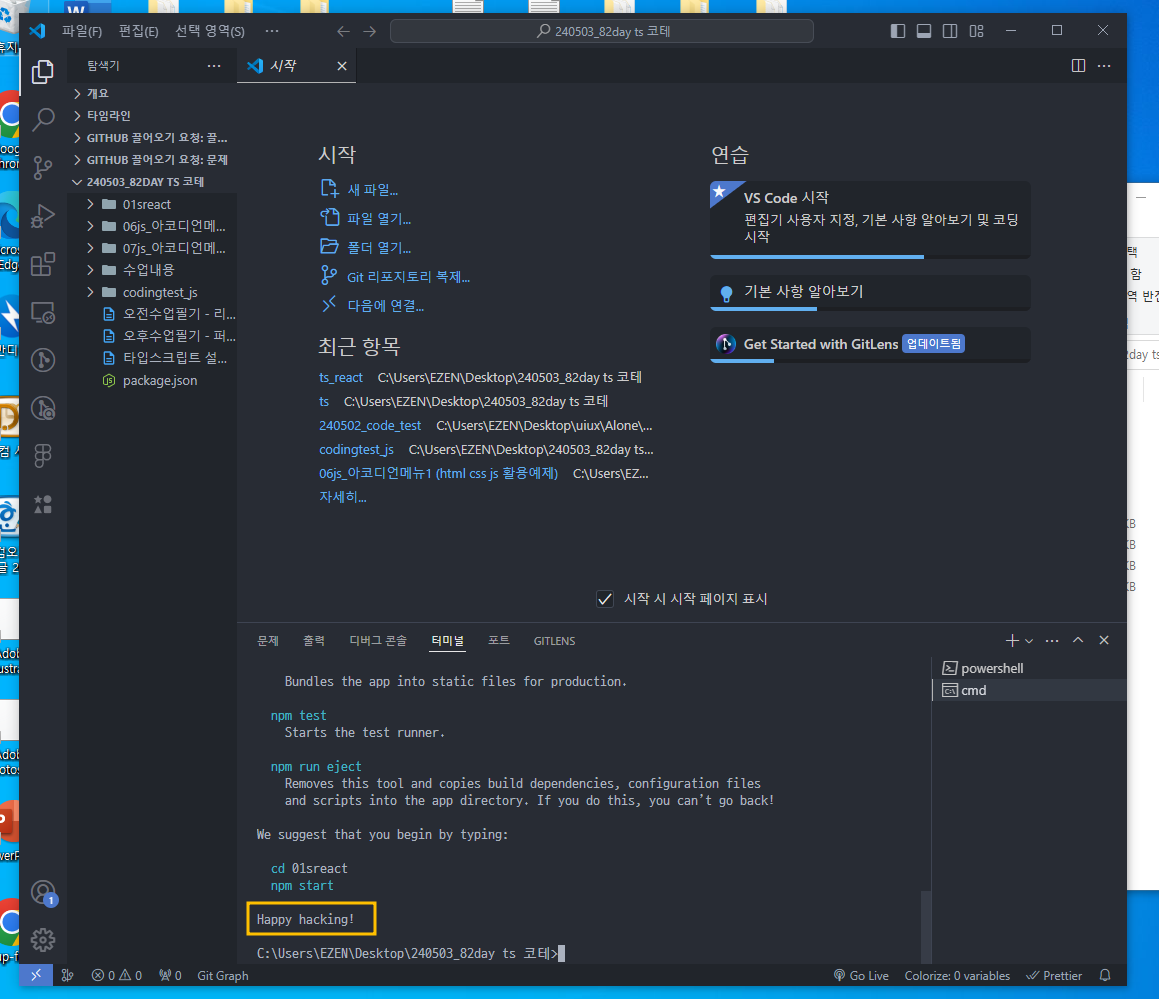 파일(F) 편집(E) 선택 영역(S) ···
240503_82day ts 코테
탐색기 ···
개요
타임라인
GITHUB 끌어오기 요청: 끌...
GITHUB 끌어오기 요청: 문제
240503_82DAY TS 코테
01sreact
06js_아코디언메...
07js_아코디언메...
수업내용
codingtest_js
오전수업필기 - 리...
오후수업필기 - 퍼...
타입스크립트 설...
package.json
시작
시작
새 파일...
파일 열기...
폴더 열기...
Git 리포지토리 복제...
다음에 연결...
최근 항목
ts_react C:\Users\EZEN\Desktop\240503_82day ts 코테
ts C:\Users\EZEN\Desktop\240503_82day ts 코테
240502_code_test C:\Users\EZEN\Desktop\uiux\Alone\...
codingtest_js C:\Users\EZEN\Desktop\240503_82day ts...
06js_아코디언메뉴1 (html css js 활용예제) C:\Users\EZ...
자세히...
연습
VS Code 시작
편집기 사용자 지정, 기본 사항 알아보기 및 코딩
시작
기본 사항 알아보기
Get Started with GitLens 업데이트됨
시작 시 시작 페이지 표시
문제 출력 디버그 콘솔 터미널 포트 GITLENS
Bundles the app into static files for production.
npm test
Starts the test runner.
npm run eject
Removes this tool and copies build dependencies, configuration files
and scripts into the app directory. If you do this, you can't go back!
We suggest that you begin by typing:
cd 01sreact
npm start
Happy hacking!
C:\Users\EZEN\Desktop\240503_82day ts 코테>
powershell
cmd
1
0 0 0 Git Graph
Go Live Colorize: 0 variables Prettier